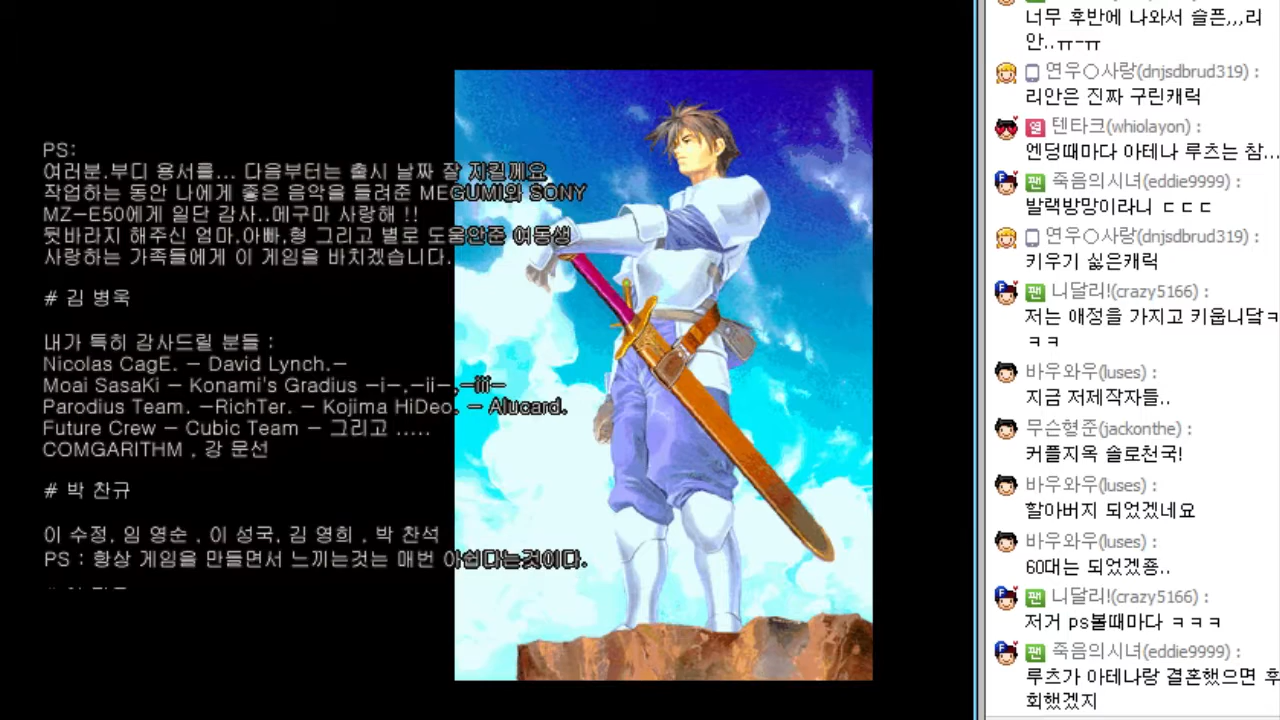 PS:
여러분.부디 용서를... 다음부터는 출시 날짜 잘 지킬께요
작업하는 동안 나에게 좋은 음악을 들려준 MEGUMI와 SONY
MZ-E50에게 일단 감사..메구마 사랑해 !!
뒷바라지 해주신 엄마.아빠.형 그리고 별로 도움안준 여동생
사랑하는 가족들에게 이 게임을 바치겠습니다.
# 김 병욱
내가 특히 감사드릴 분들 :
Nicolas CagE. - David Lynch.-
Moai SasaKi - Konami's Gradius -i-,-ii-,-iii-
Parodius Team. -RichTer. - Kojima HiDeo. - Alucard.
Future Crew - Cubic Team - 그리고 .....
COMGARITHM , 강 문선
# 박 찬규
이 수정, 임 영순 , 이 성국, 김 영희 , 박 찬석
PS : 황상 게임을 만들면서 느끼는것은 매번 아쉽다는것이다.
너무 후반에 나와서 슬픈,,,리
안..ㅠ-ㅠ
연우○사랑(dnjsdbrud319) :
리안은 진짜 구린캐릭
열 텐타크(whiolayon) :
엔덩때마다 아테나 루츠는 참...
팬 죽음의시녀(eddie9999) :
발랙방망이라니 ㄷㄷㄷ
연우○사랑(dnjsdbrud319) :
키우기 싫은캐릭
팬 니달리!(crazy5166) :
저는 애정을 가지고 키웁니닼ㅋ
ㅋㅋ
바우와우(luses) :
지금 저제작자들..
무슨형준(jackonthe) :
커플지옥 솔로천국!
바우와우(luses) :
할아버지 되었겠네요
바우와우(luses) :
60대는 되었겠죵..
팬 니달리!(crazy5166) :
저거 ps볼때마다 ㅋㅋㅋ
팬 죽음의시녀(eddie9999) :
루츠가 아테나랑 결혼했으면 후
회했겠지